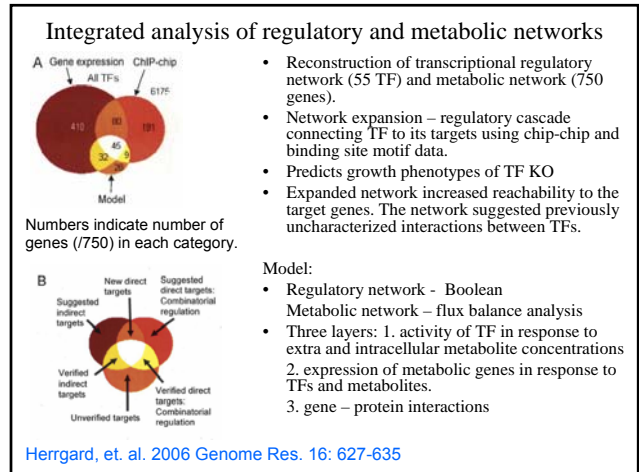 Integrated analysis of regulatory and metabolic networks
A Gene expression ChIP-chip
All TFs
6175
410
80
191
45
32
9
26
Model
Numbers indicate number of
genes (/750) in each category.
B
New direct
targets
Suggested
direct targets:
Combinatorial
regulation
Suggested
indirect
targets
Verified
indirect
targets
Verified direct
targets:
Combinatorial
regulation
Unverified targets
• Reconstruction of transcriptional regulatory
network (55 TF) and metabolic network (750
genes).
• Network expansion – regulatory cascade
connecting TF to its targets using chip-chip and
binding site motif data.
• Predicts growth phenotypes of TF KO
• Expanded network increased reachability to the
target genes. The network suggested previously
uncharacterized interactions between TFs.
Model:
• Regulatory network - Boolean
Metabolic network – flux balance analysis
• Three layers: 1. activity of TF in response to
extra and intracellular metabolite concentrations
2. expression of metabolic genes in response to
TFs and metabolites.
3. gene – protein interactions
Herrgard, et. al. 2006 Genome Res. 16: 627-635